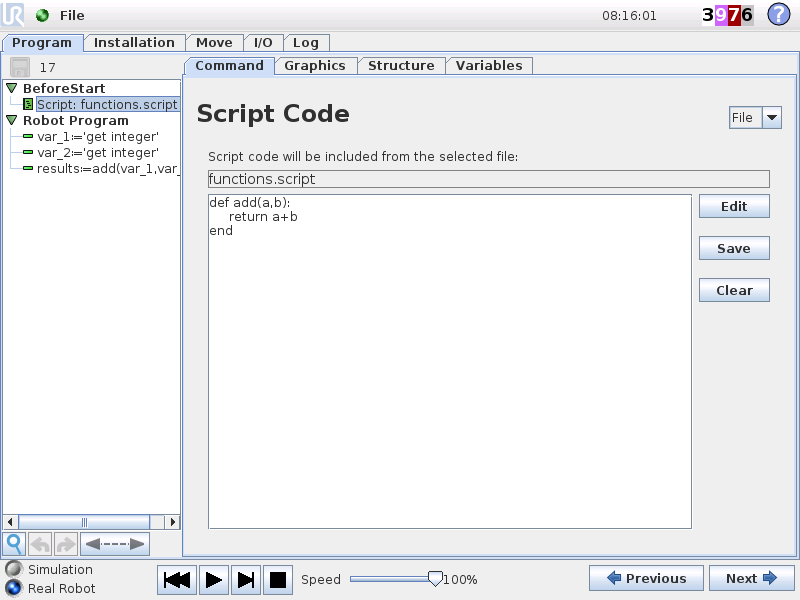 UR File 08:16:01 3976 ?
Program Installation Move I/O Log
17
Command Graphics Structure Variables
BeforeStart
Script: functions.script
Robot Program
var_1:='get integer'
var_2:='get integer'
results:=add(var_1,var_
Script Code
File
Script code will be included from the selected file:
functions.script
def add(a,b):
return a+b
end
Edit
Save
Clear
Simulation
Real Robot
Speed 100%
Previous Next